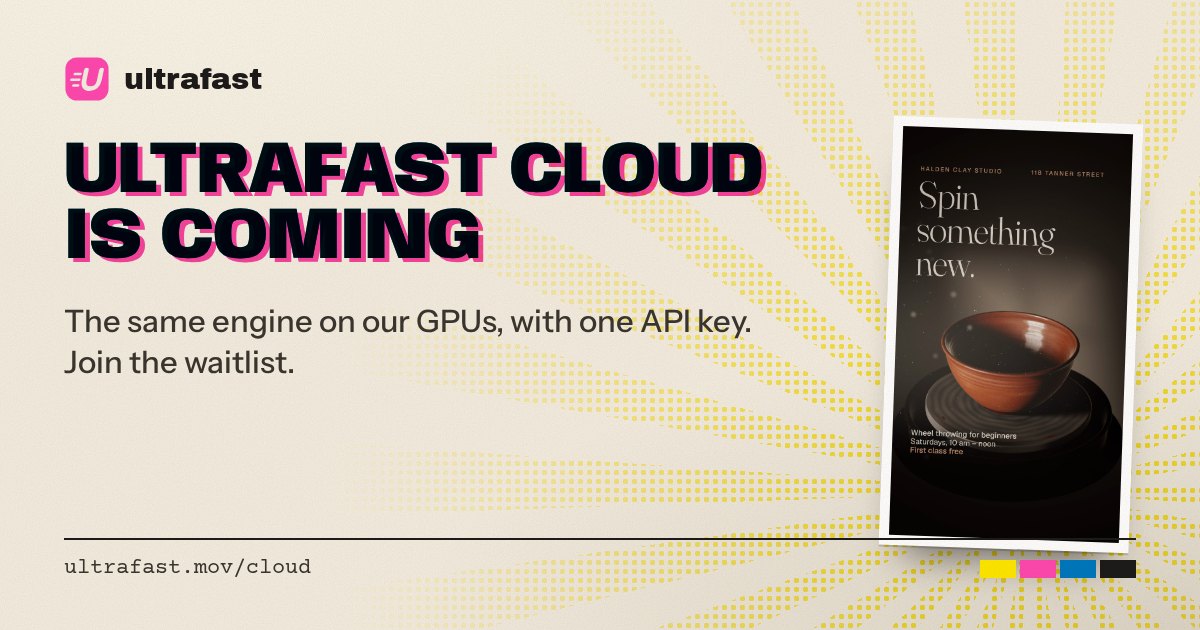 ultrafast
ULTRAFAST CLOUD
IS COMING
The same engine on our GPUs, with one API key.
Join the waitlist.
HALDEN CLAY STUDIO
118 TANNER STREET
Spin
something
new.
Wheel throwing for beginners
Saturdays, 10 am – noon
First class free
ultrafast.mov/cloud